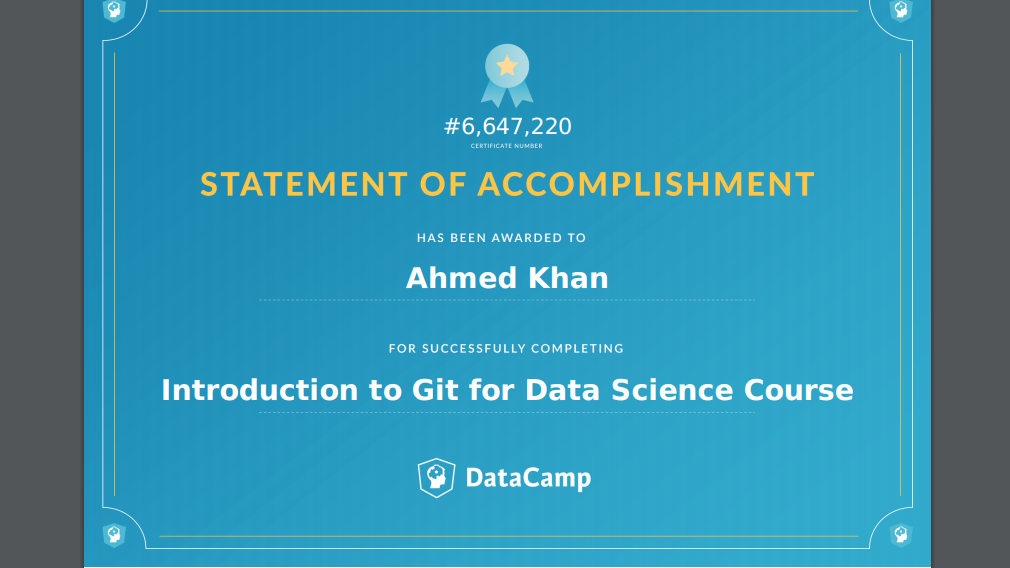 #6,647,220
CERTIFICATE NUMBER
STATEMENT OF ACCOMPLISHMENT
HAS BEEN AWARDED TO
Ahmed Khan
FOR SUCCESSFULLY COMPLETING
Introduction to Git for Data Science Course
DataCamp